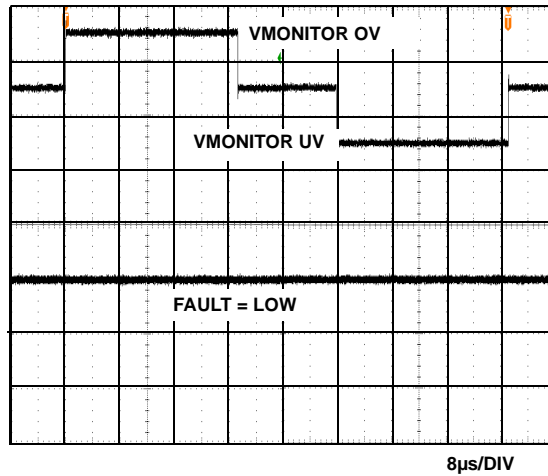 VMONITOR OV
VMONITOR UV
FAULT = LOW
8µs/DIV